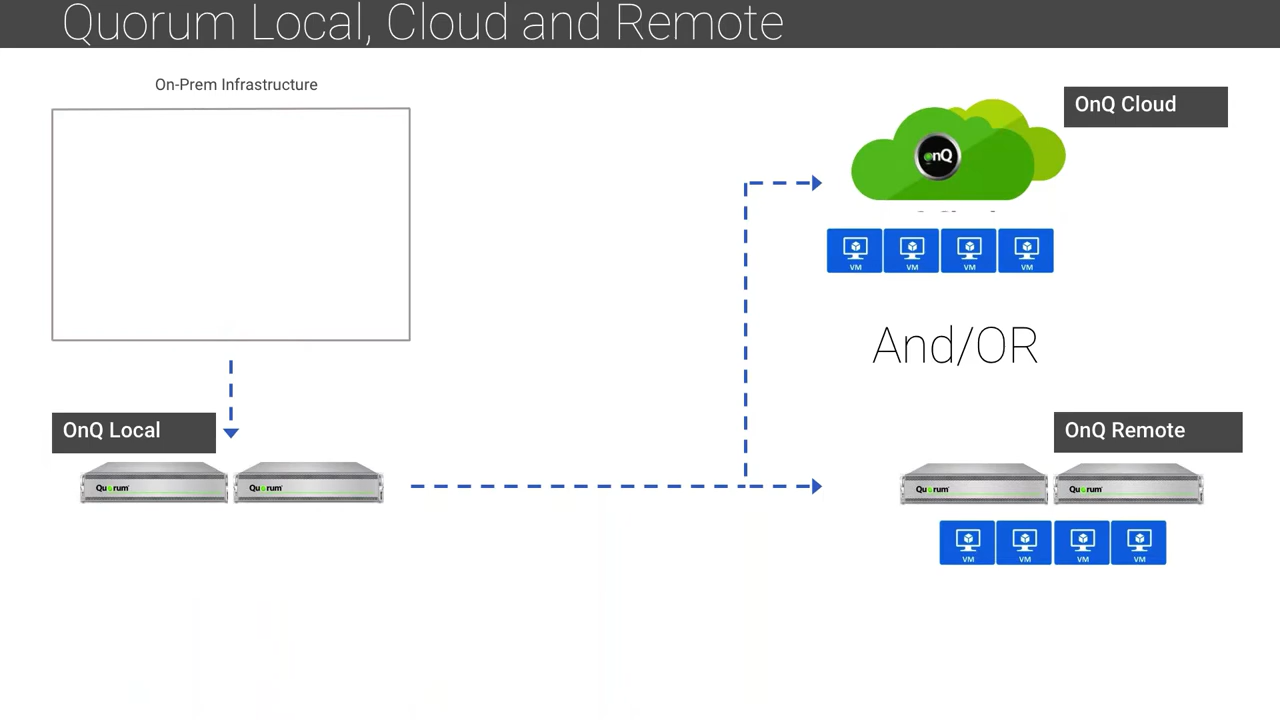 Quorum Local, Cloud and Remote
On-Prem Infrastructure
OnQ Cloud
onQ
VM VM VM VM
And/OR
OnQ Local
OnQ Remote
Quorum Quorum
Quorum Quorum
VM VM VM VM